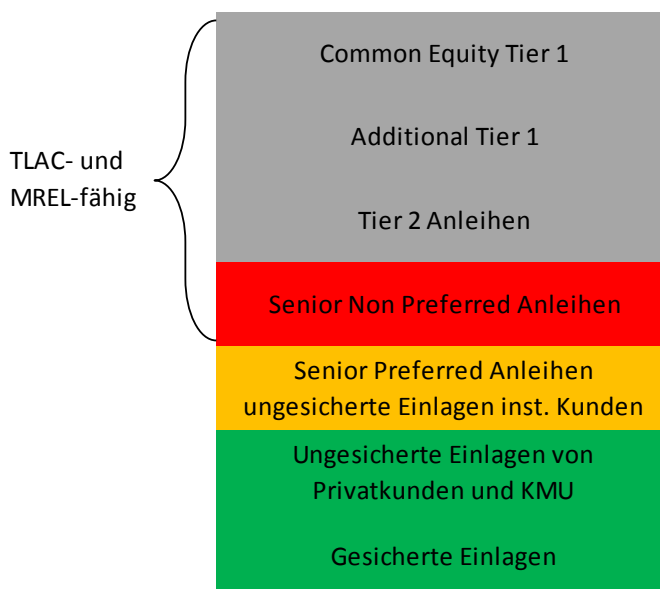 Common Equity Tier 1
Additional Tier 1
TLAC- und
MREL-fähig
Tier 2 Anleihen
Senior Non Preferred Anleihen
Senior Preferred Anleihen
ungesicherte Einlagen inst. Kunden
Ungesicherte Einlagen von
Privatkunden und KMU
Gesicherte Einlagen